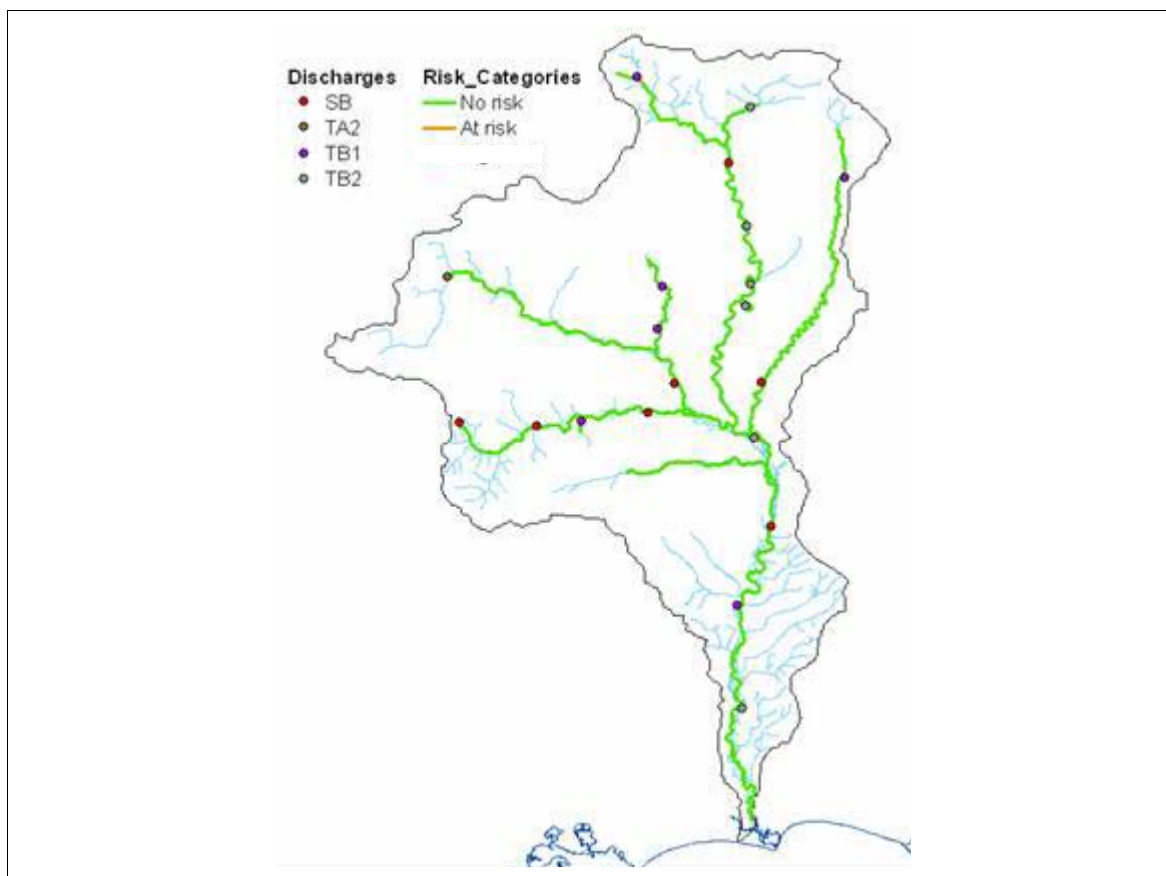 Discharges
SB
TA2
TB1
TB2
Risk_Categories
No risk
At risk